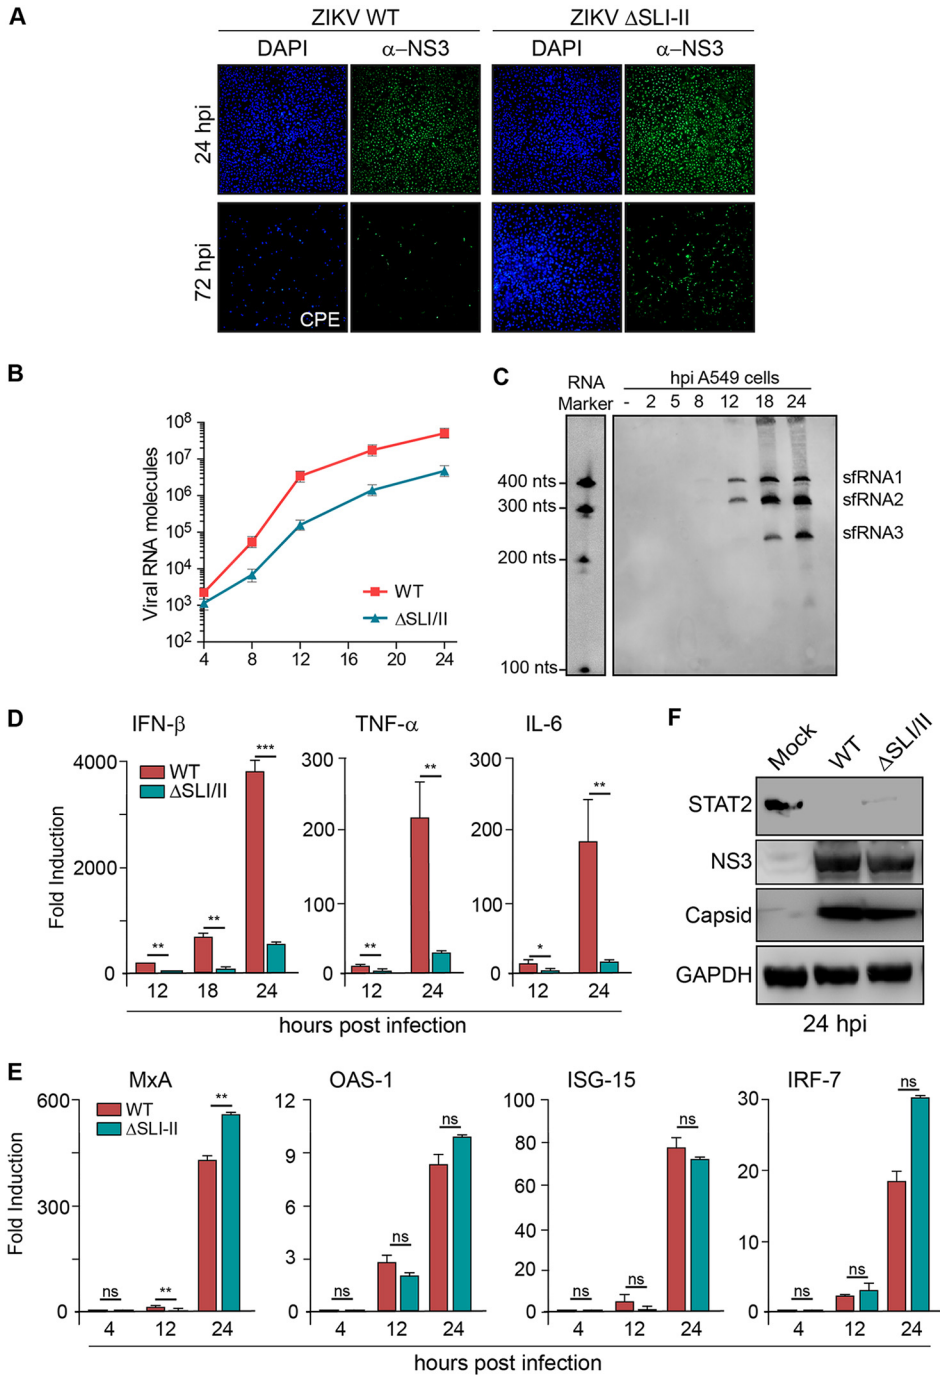 A
ZIKV WT
ZIKV ΔSLI-II
DAPI
α–NS3
DAPI
α–NS3
24 hpi
72 hpi
CPE
B
Viral RNA molecules
10⁸
10⁷
10⁶
10⁵
10⁴
10³
10²
WT
ΔSLI/II
4 8 12 16 20 24
C
RNA
Marker
hpi A549 cells
- 2 5 8 12 18 24
400 nts
300 nts
200 nts
100 nts
sfRNA1
sfRNA2
sfRNA3
D
IFN-β
TNF-α
IL-6
Fold Induction
WT
ΔSLI/II
4000
2000
0
** ** ***
12 18 24
300
200
100
0
** **
12 24
300
200
100
0
* **
12 24
hours post infection
F
Mock
WT
ΔSLI/II
STAT2
NS3
Capsid
GAPDH
24 hpi
E
MxA
OAS-1
ISG-15
IRF-7
Fold Induction
WT
ΔSLI-II
600
300
0
ns ** **
4 12 24
12
9
6
3
0
ns ns ns
4 12 24
100
80
60
40
20
0
ns ns ns
4 12 24
30
20
10
0
ns ns ns
4 12 24
hours post infection